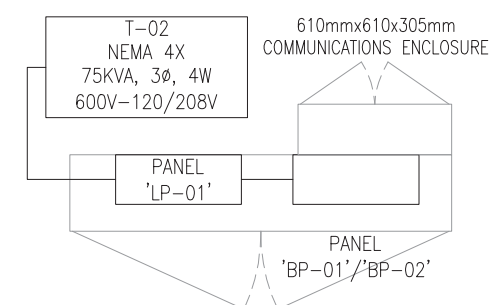 T-02
NEMA 4X
75KVA, 3ø, 4W
600V-120/208V
610mmx610x305mm
COMMUNICATIONS ENCLOSURE
PANEL
'LP-01'
PANEL
'BP-01'/'BP-02'